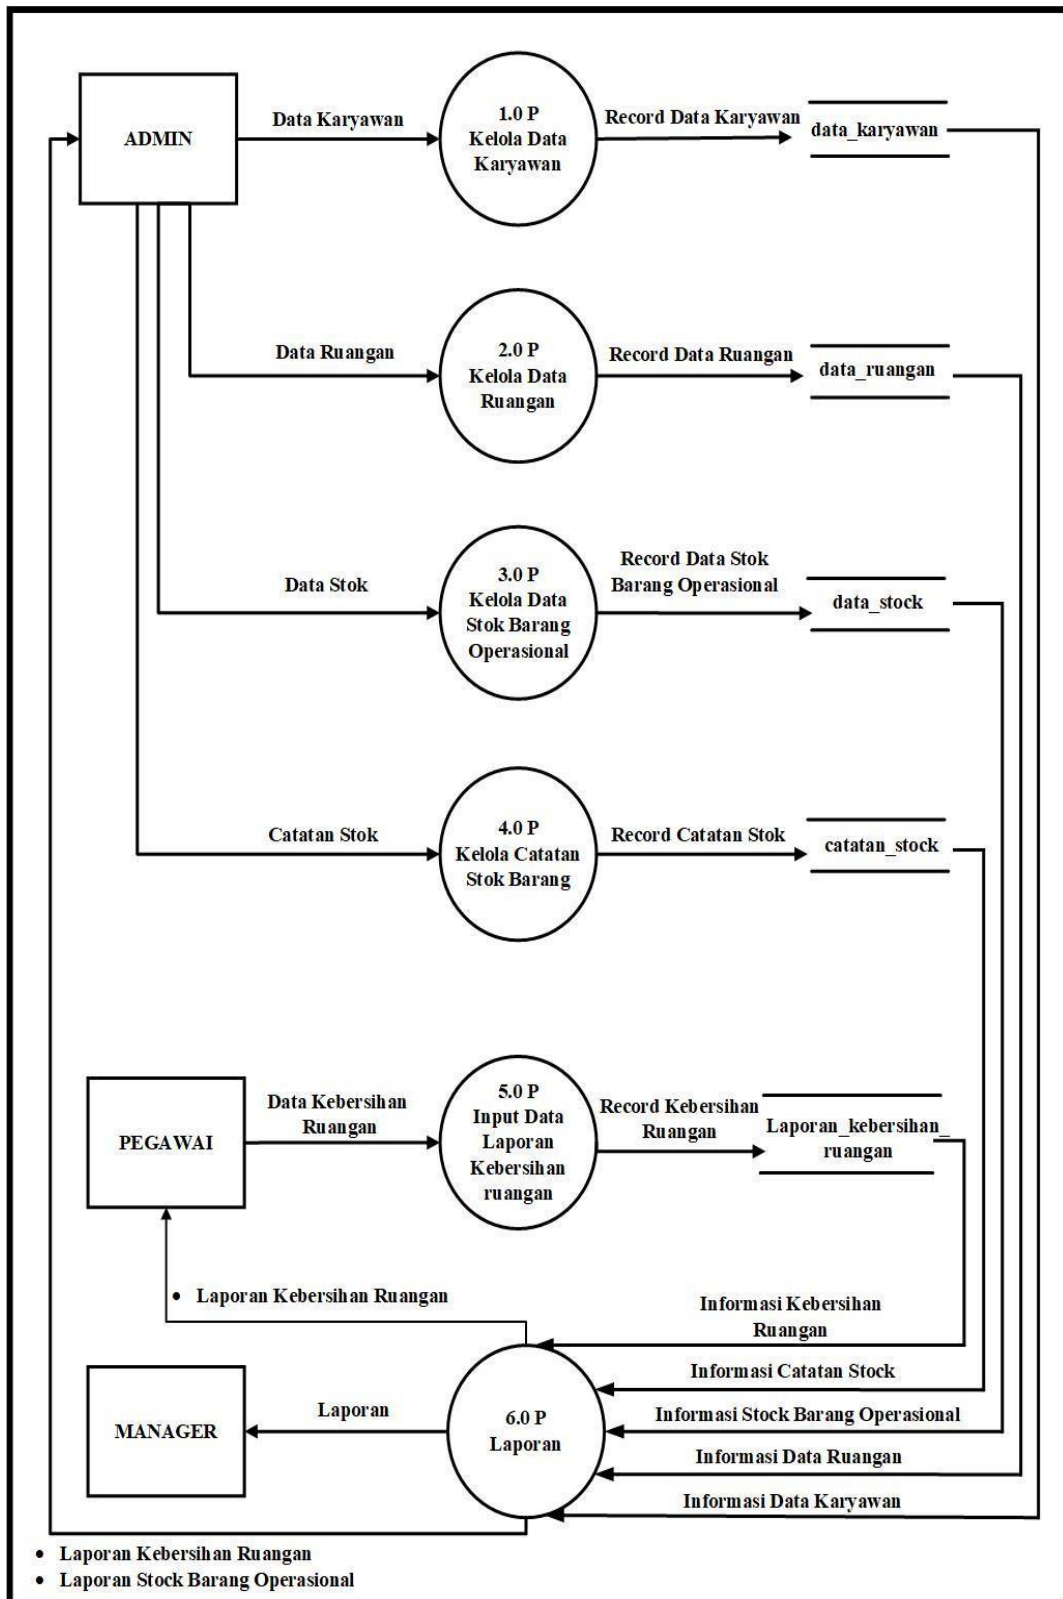 ADMIN
Data Karyawan
1.0 P
Kelola Data
Karyawan
Record Data Karyawan
data_karyawan
Data Ruangan
2.0 P
Kelola Data
Ruangan
Record Data Ruangan
data_ruangan
Data Stok
3.0 P
Kelola Data
Stok Barang
Operasional
Record Data Stok
Barang Operasional
data_stock
Catatan Stok
4.0 P
Kelola Catatan
Stok Barang
Record Catatan Stok
catatan_stock
PEGAWAI
Data Kebersihan
Ruangan
5.0 P
Input Data
Laporan
Kebersihan
ruangan
Record Kebersihan
Ruangan
Laporan_kebersihan_
ruangan
• Laporan Kebersihan Ruangan
Informasi Kebersihan
Ruangan
MANAGER
Laporan
6.0 P
Laporan
Informasi Catatan Stock
Informasi Stock Barang Operasional
Informasi Data Ruangan
Informasi Data Karyawan
• Laporan Kebersihan Ruangan
• Laporan Stock Barang Operasional